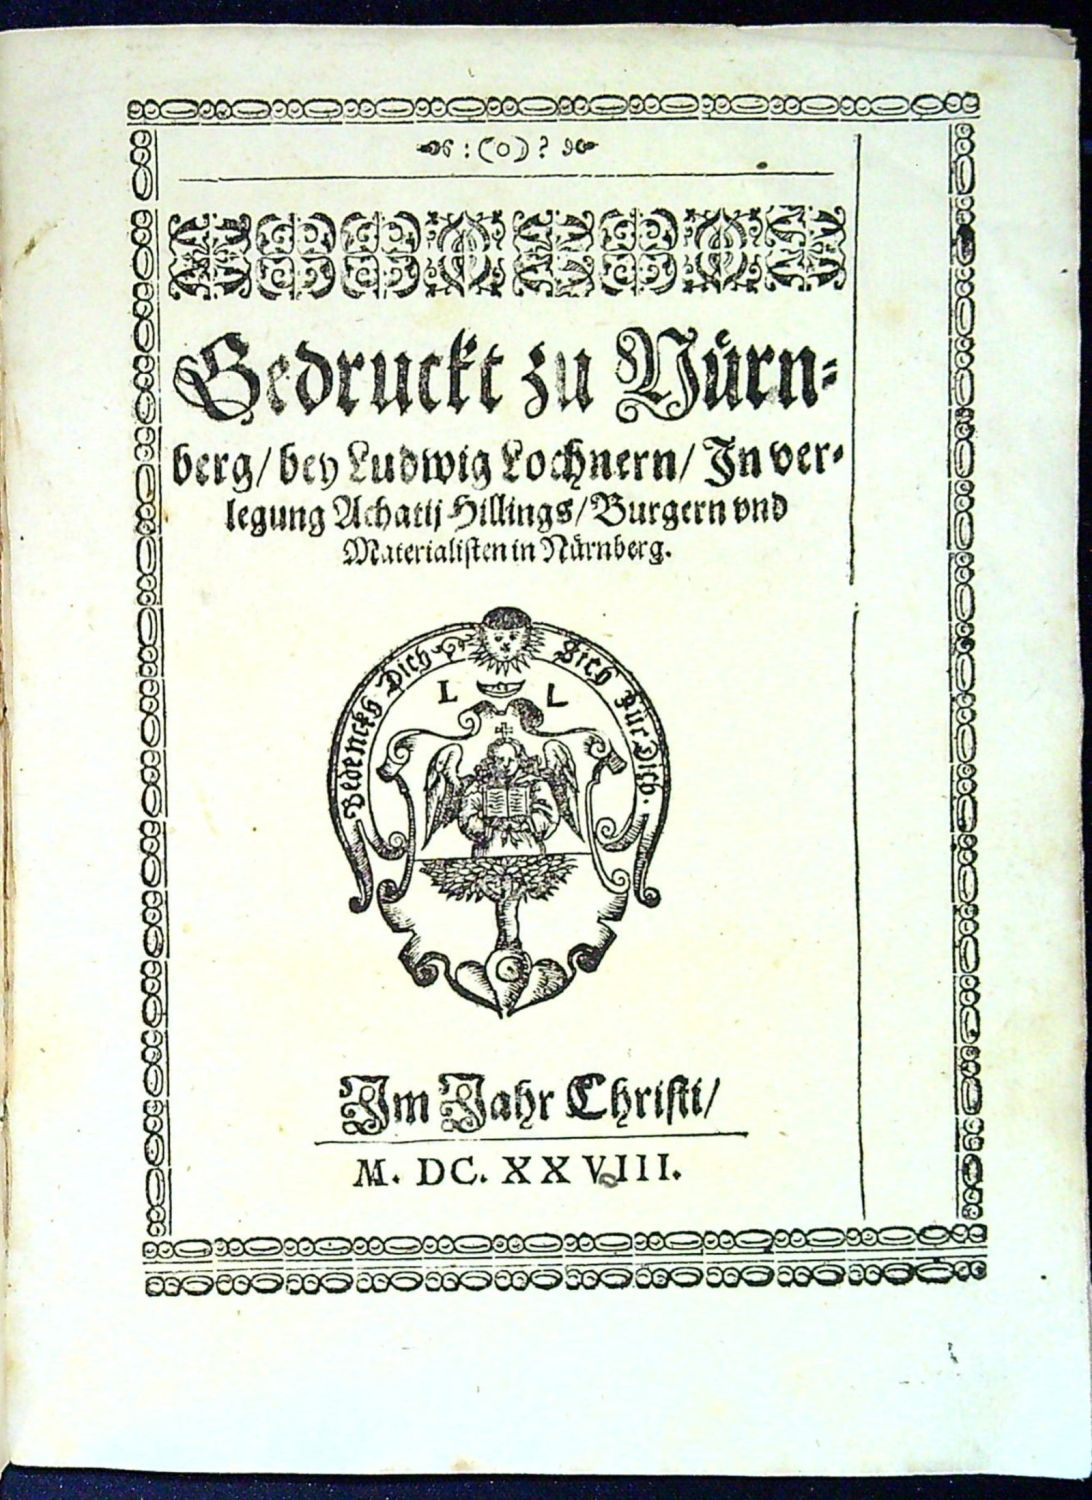 :(o)?
Gedruckt zu Nürn-
berg/ bey Ludwig Lochnern/ In ver-
legung Achatij Hillings/ Burgern vnd
Materialisten in Nürnberg.
Bedenckh Dich Sich Für Dich.
L L
Im Jahr Christi/
M. DC. XXVIII.